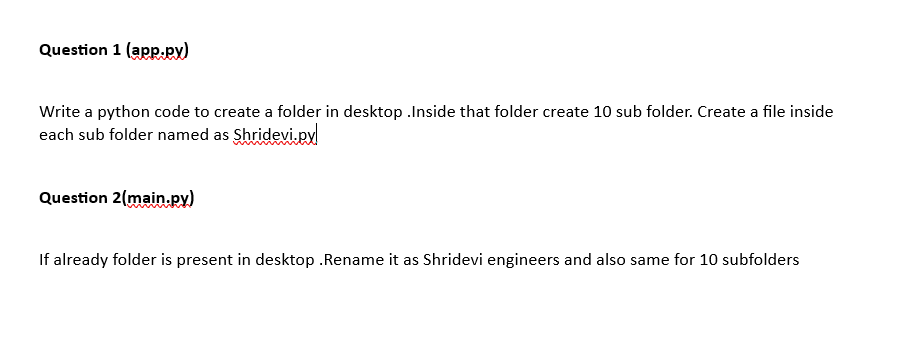 Question 1 (app.py)
Write a python code to create a folder in desktop .Inside that folder create 10 sub folder. Create a file inside
each sub folder named as Shridevi.py
Question 2(main.py)
If already folder is present in desktop .Rename it as Shridevi engineers and also same for 10 subfolders